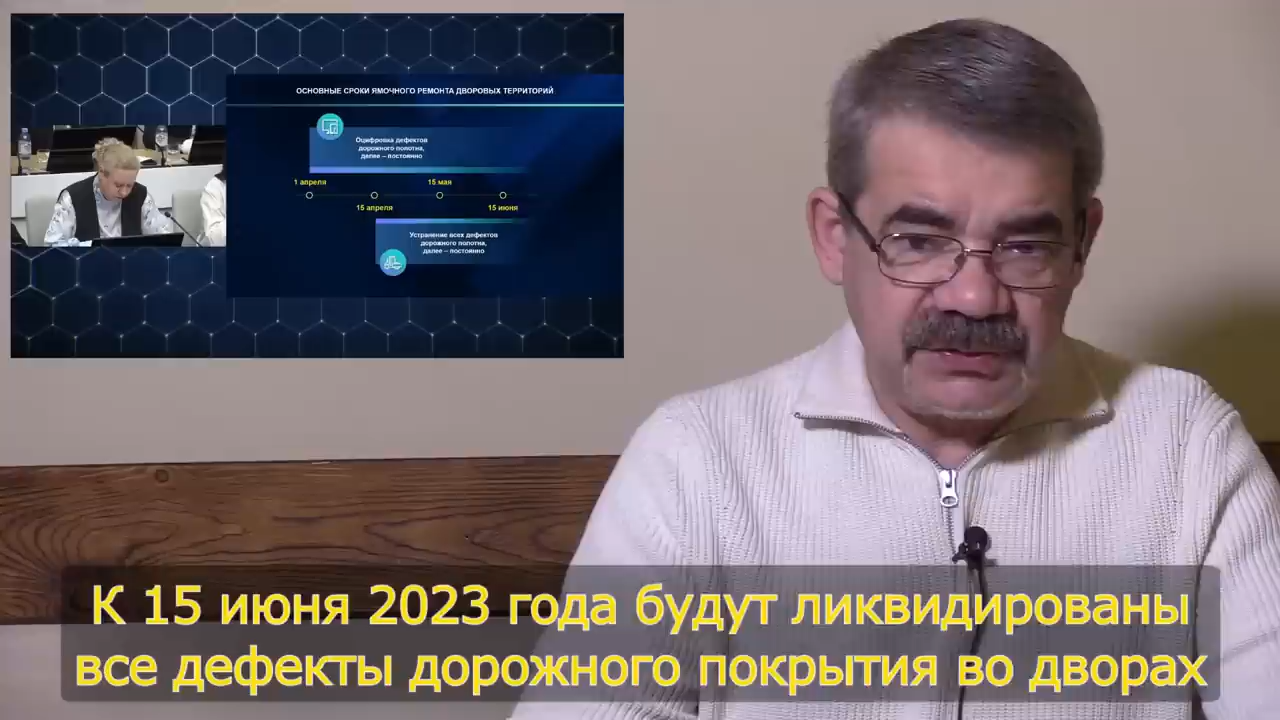 ОСНОВНЫЕ СРОКИ ЯМОЧНОГО РЕМОНТА ДВОРОВЫХ ТЕРРИТОРИЙ
Оцифровка дефектов
дорожного полотна,
далее – постоянно
1 апреля
15 мая
15 апреля
15 июня
Устранение всех дефектов
дорожного полотна,
далее – постоянно
К 15 июня 2023 года будут ликвидированы
все дефекты дорожного покрытия во дворах